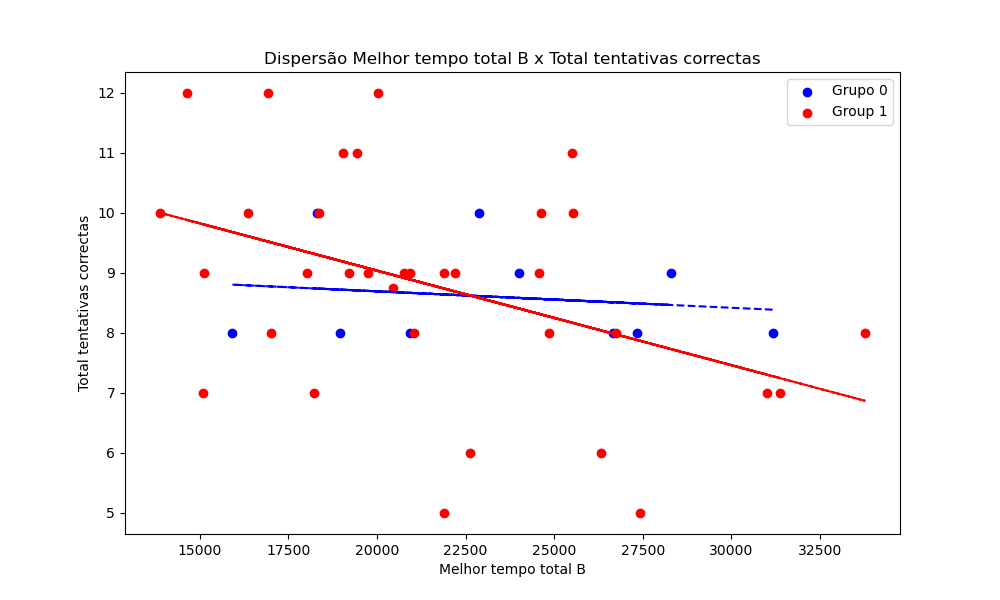 Dispersão Melhor tempo total B x Total tentativas correctas
Grupo 0
Group 1
Total tentativas correctas
12
11
10
9
8
7
6
5
15000 17500 20000 22500 25000 27500 30000 32500
Melhor tempo total B